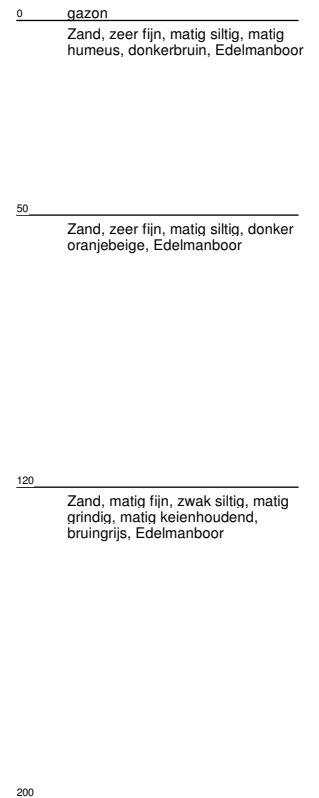 0 gazon
Zand, zeer fijn, matig siltig, matig
humeus, donkerbruin, Edelmanboor
50
Zand, zeer fijn, matig siltig, donker
oranjebeige, Edelmanboor
120
Zand, matig fijn, zwak siltig, matig
grindig, matig keienhoudend,
bruingrijs, Edelmanboor
200